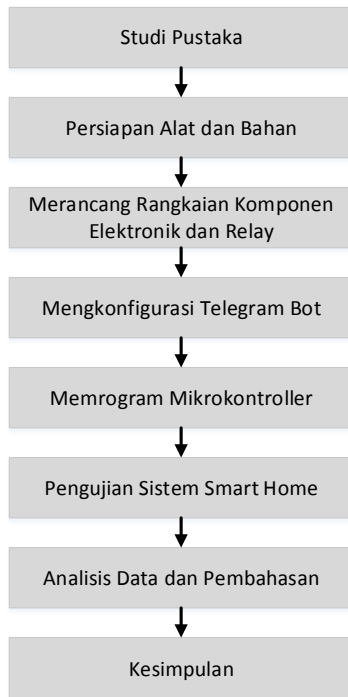 Studi Pustaka
Persiapan Alat dan Bahan
Merancang Rangkaian Komponen
Elektronik dan Relay
Mengkonfigurasi Telegram Bot
Memrogram Mikrokontroller
Pengujian Sistem Smart Home
Analisis Data dan Pembahasan
Kesimpulan